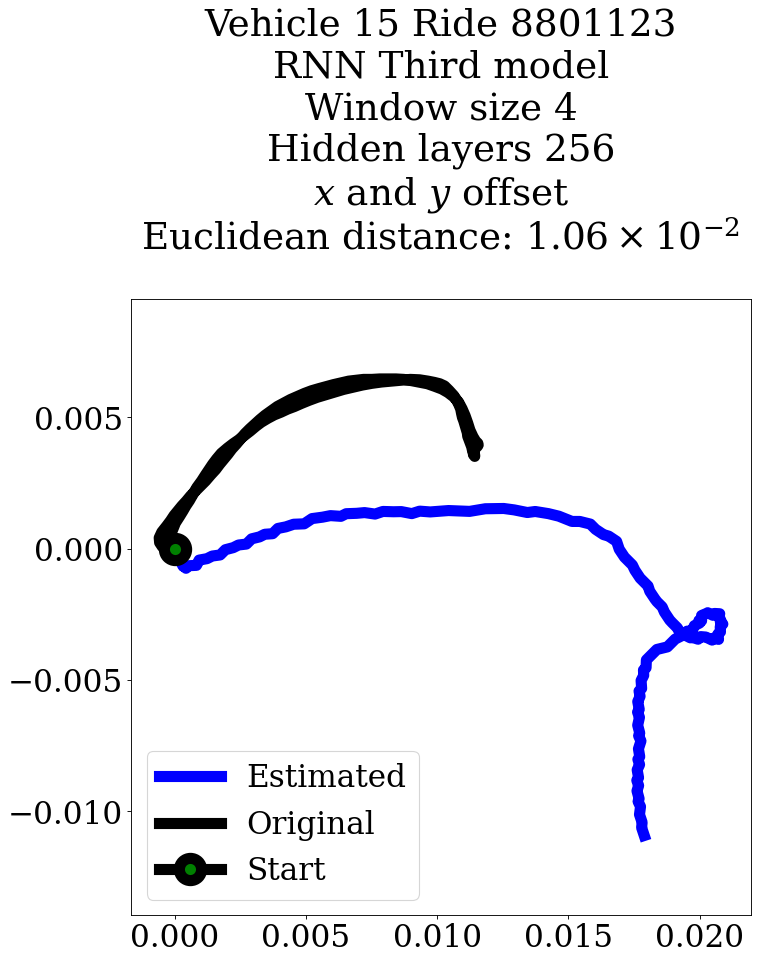 Vehicle 15 Ride 8801123
RNN Third model
Window size 4
Hidden layers 256
x and y offset
Euclidean distance: 1.06 × 10⁻²
0.005
0.000
−0.005
−0.010
Estimated
Original
Start
0.000 0.005 0.010 0.015 0.020